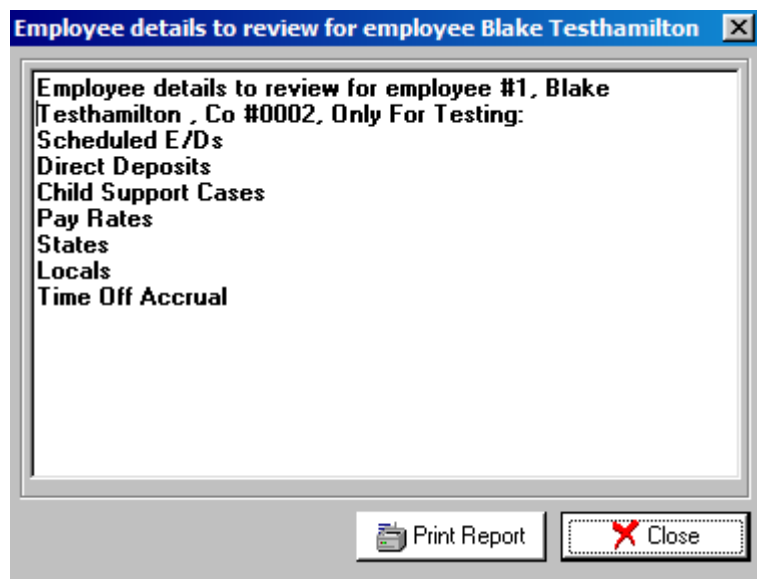 Employee details to review for employee Blake Testhamilton
Employee details to review for employee #1, Blake
Testhamilton , Co #0002, Only For Testing:
Scheduled E/Ds
Direct Deposits
Child Support Cases
Pay Rates
States
Locals
Time Off Accrual
Print Report
Close